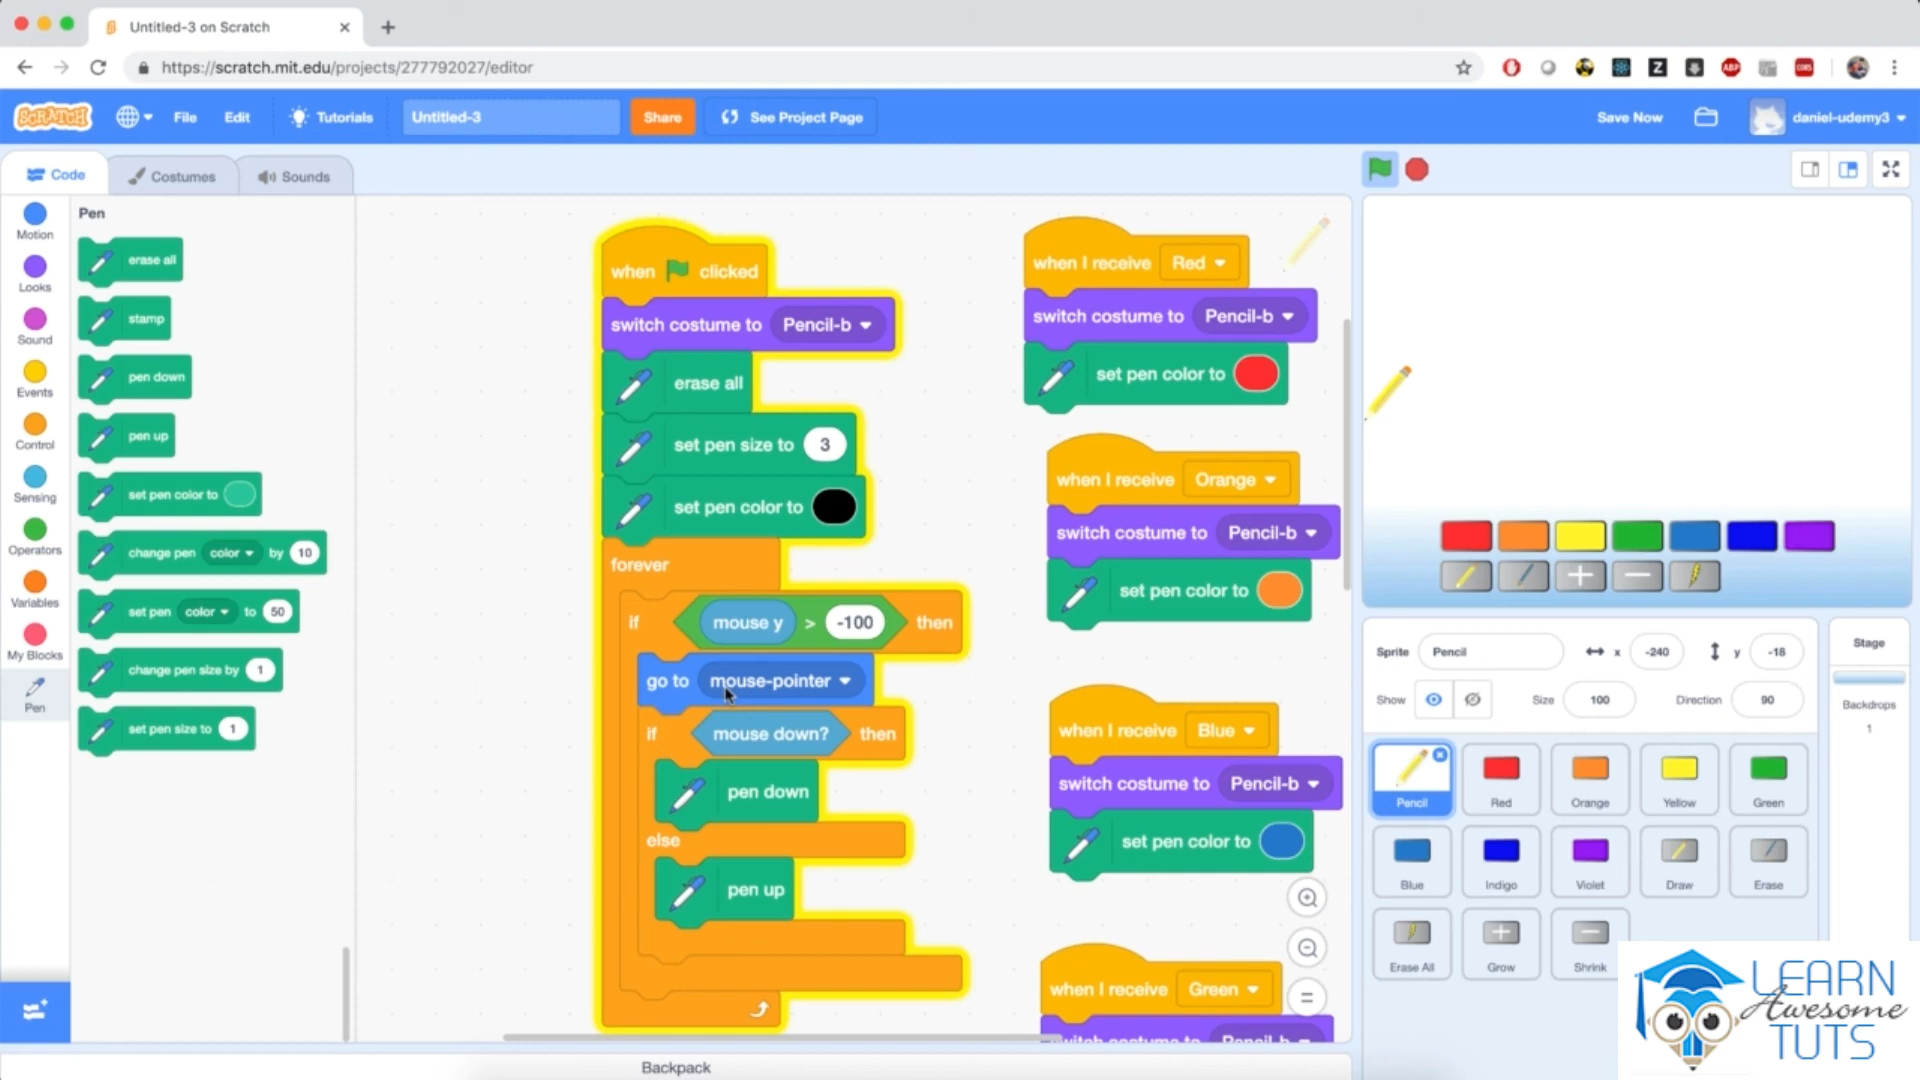 Untitled-3 on Scratch
https://scratch.mit.edu/projects/277792027/editor
Z
ABP
CORS
SCRATCH
File
Edit
Tutorials
Untitled-3
Share
See Project Page
Save Now
daniel-udemy3
Code
Costumes
Sounds
Motion
Looks
Sound
Events
Control
Sensing
Operators
Variables
My Blocks
Pen
Pen
erase all
stamp
pen down
pen up
set pen color to
change pen color by 10
set pen color to 50
change pen size by 1
set pen size to 1
when clicked
switch costume to Pencil-b
erase all
set pen size to 3
set pen color to
forever
if mouse y > -100 then
go to mouse-pointer
if mouse down? then
pen down
else
pen up
when I receive Red
switch costume to Pencil-b
set pen color to
when I receive Orange
switch costume to Pencil-b
set pen color to
when I receive Blue
switch costume to Pencil-b
set pen color to
when I receive Green
switch costume to Pencil-b
Sprite Pencil x -240 y -18
Show Size 100 Direction 90
Pencil
Red
Orange
Yellow
Green
Blue
Indigo
Violet
Draw
Erase
Erase All
Grow
Shrink
Stage
Backdrops
1
Backpack
LEARN
Awesome
TUTS